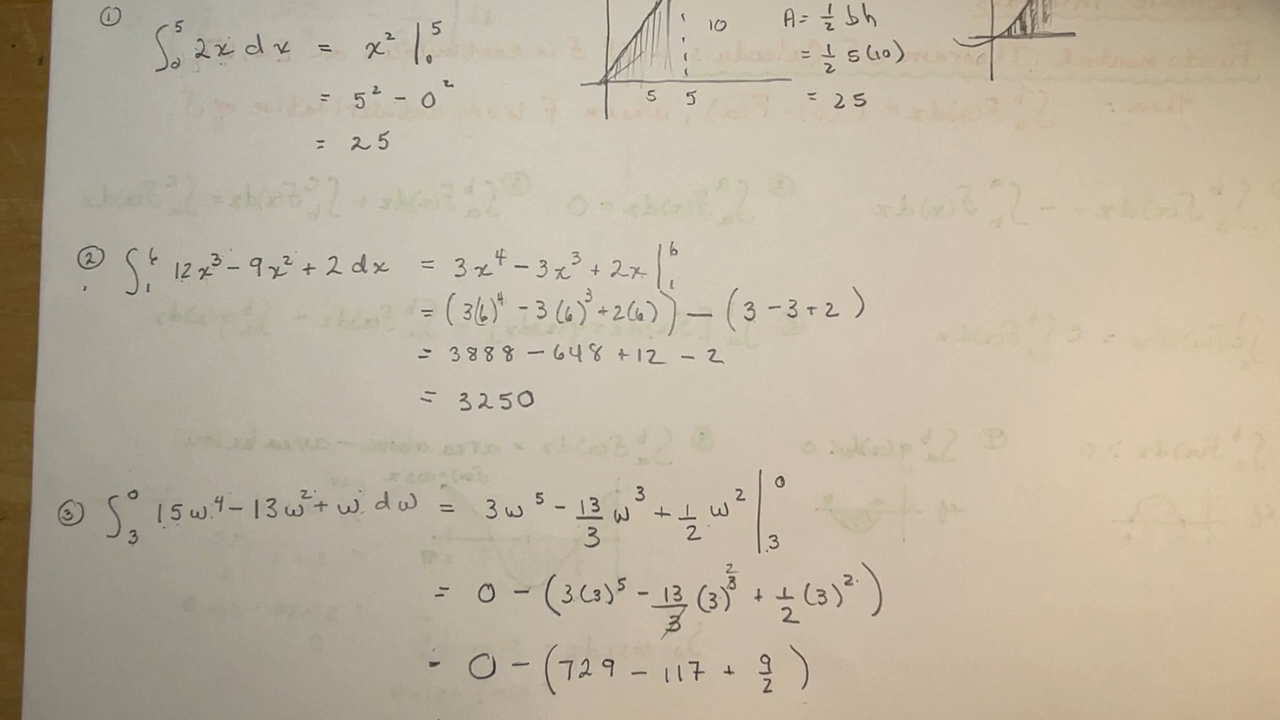 ① ∫₀⁵ 2x dx = x² |₀⁵
= 5² - 0²
= 25
10
5 5
A = ½ bh
= ½ 5(10)
= 25
② ∫₁⁶ 12x³ - 9x² + 2 dx = 3x⁴ - 3x³ + 2x |₁⁶
= (3(6)⁴ - 3(6)³ + 2(6)) — (3 - 3 + 2)
= 3888 - 648 + 12 - 2
= 3250
③ ∫₃⁰ 15w⁴ - 13w² + w dw = 3w⁵ - 13/3 w³ + 1/2 w² |₃⁰
= 0 - (3(3)⁵ - 13/3 (3)³ ² + 1/2 (3)²)
- 0 - (729 - 117 + 9/2)